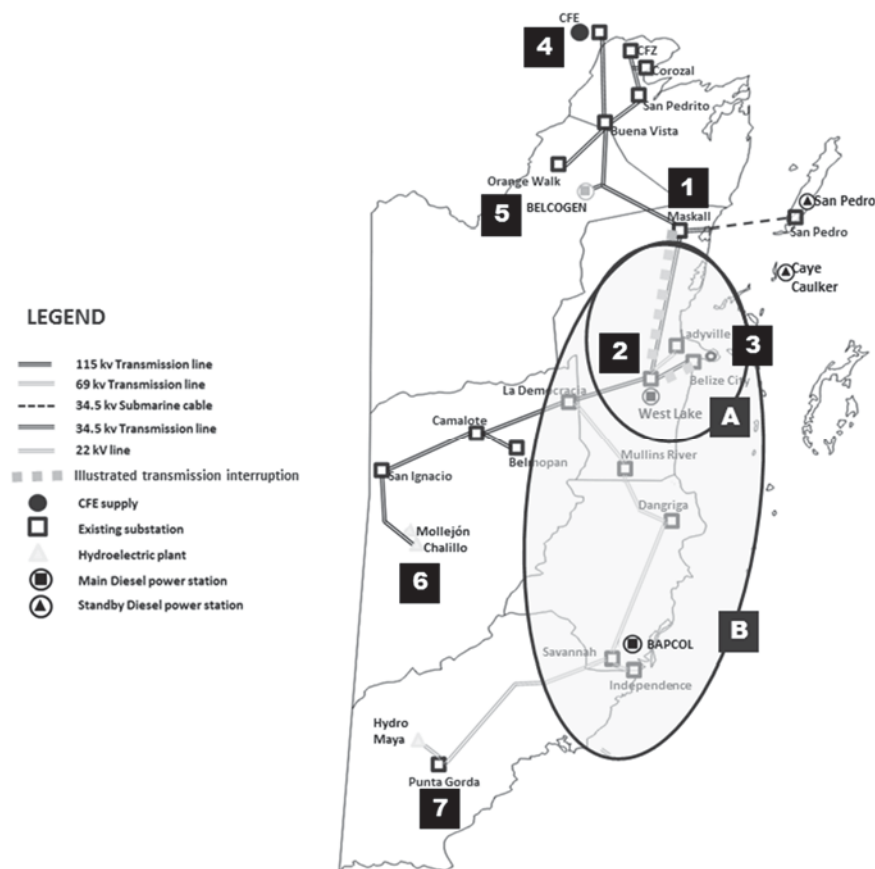 CFE
4
CFZ
Corozal
San Pedrito
Buena Vista
Orange Walk
5
BELCOGEN
1
Maskall
San Pedro
San Pedro
Caye
Caulker
LEGEND
115 kv Transmission line
69 kv Transmission line
34.5 kv Submarine cable
34.5 kv Transmission line
22 kV line
Illustrated transmission interruption
CFE supply
Existing substation
Hydroelectric plant
Main Diesel power station
Standby Diesel power station
2
Ladyville
3
Belize City
West Lake
A
La Democracia
Camalote
Belmopan
San Ignacio
Mullins River
Dangriga
Mollejón
Chalillo
6
B
BAPCOL
Savannah
Independence
Hydro
Maya
Punta Gorda
7